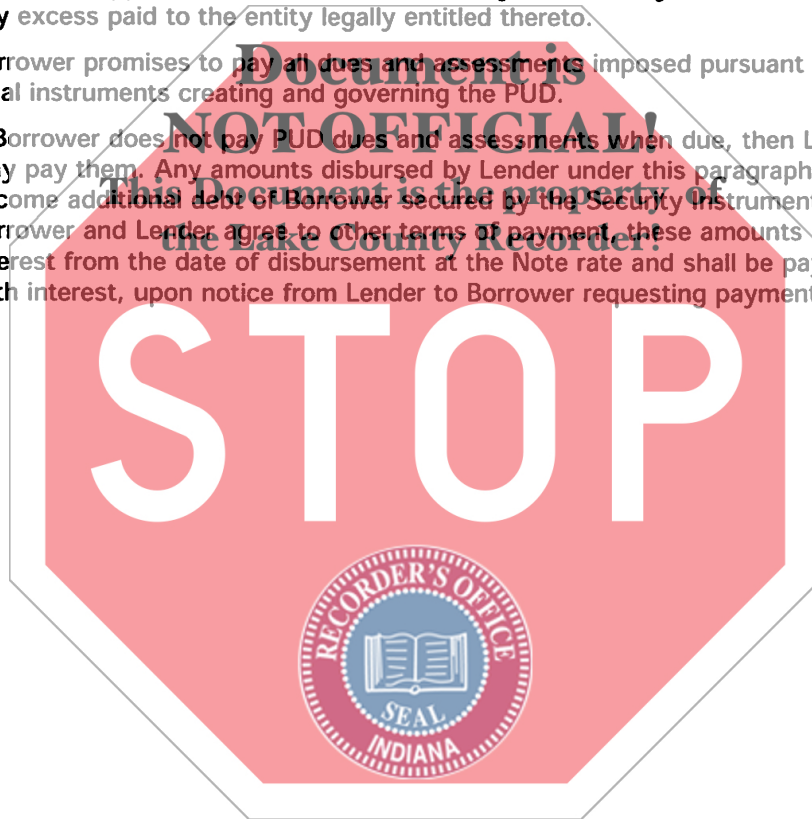 y excess paid to the entity legally entitled thereto.
rrower promises to pay all dues and assessments imposed pursuant
al instruments creating and governing the PUD.
Borrower does not pay PUD dues and assessments when due, then L
y pay them. Any amounts disbursed by Lender under this paragraph
come additional debt of Borrower secured by the Security Instrument
rrower and Lender agree to other terms of payment, these amounts
erest from the date of disbursement at the Note rate and shall be pa
th interest, upon notice from Lender to Borrower requesting payment
Document is
NOT OFFICIAL!
This Document is the property of
the Lake County Recorder!
STOP
RECORDER'S OFFICE
SEAL
INDIANA